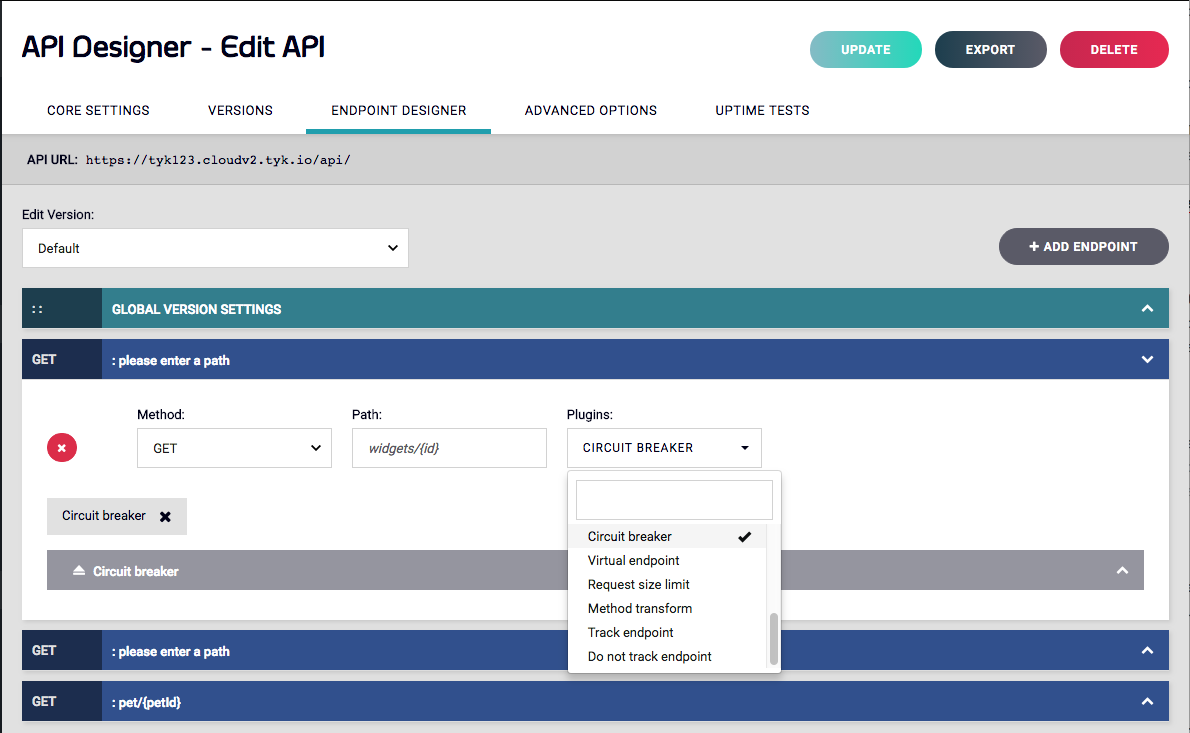 API Designer - Edit API
UPDATE
EXPORT
DELETE
CORE SETTINGS
VERSIONS
ENDPOINT DESIGNER
ADVANCED OPTIONS
UPTIME TESTS
API URL: https://tyk123.cloudv2.tyk.io/api/
Edit Version:
Default
+ ADD ENDPOINT
:: GLOBAL VERSION SETTINGS
GET : please enter a path
Method:
Path:
Plugins:
GET
widgets/{id}
CIRCUIT BREAKER
Circuit breaker
Circuit breaker
Virtual endpoint
Request size limit
Method transform
Track endpoint
Do not track endpoint
Circuit breaker
GET : please enter a path
GET : pet/{petId}